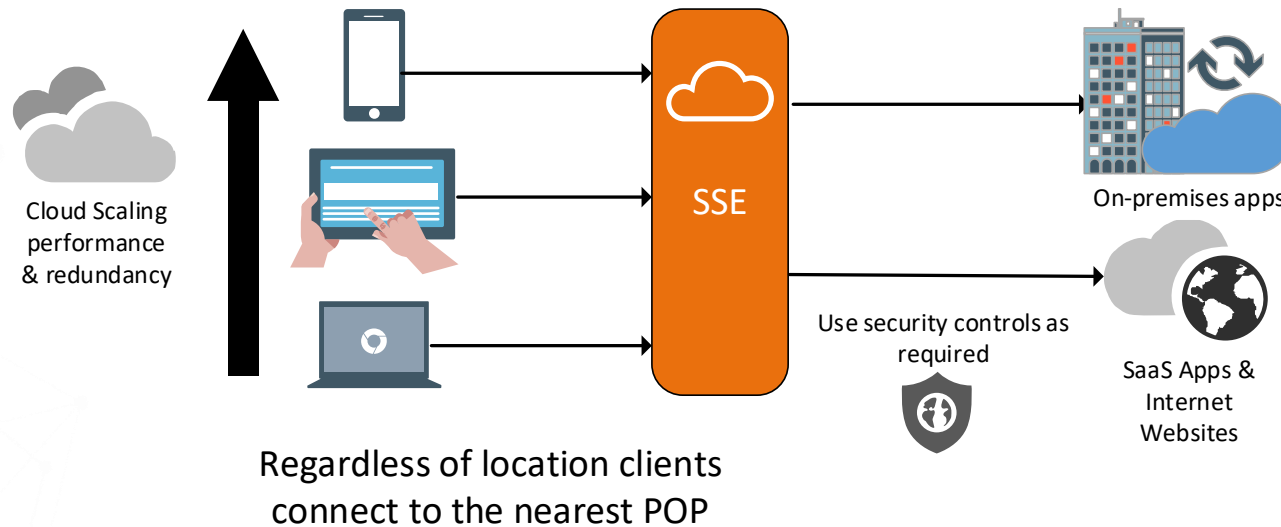 Cloud Scaling
performance
& redundancy
SSE
On-premises apps
Use security controls as
required
SaaS Apps &
Internet
Websites
Regardless of location clients
connect to the nearest POP